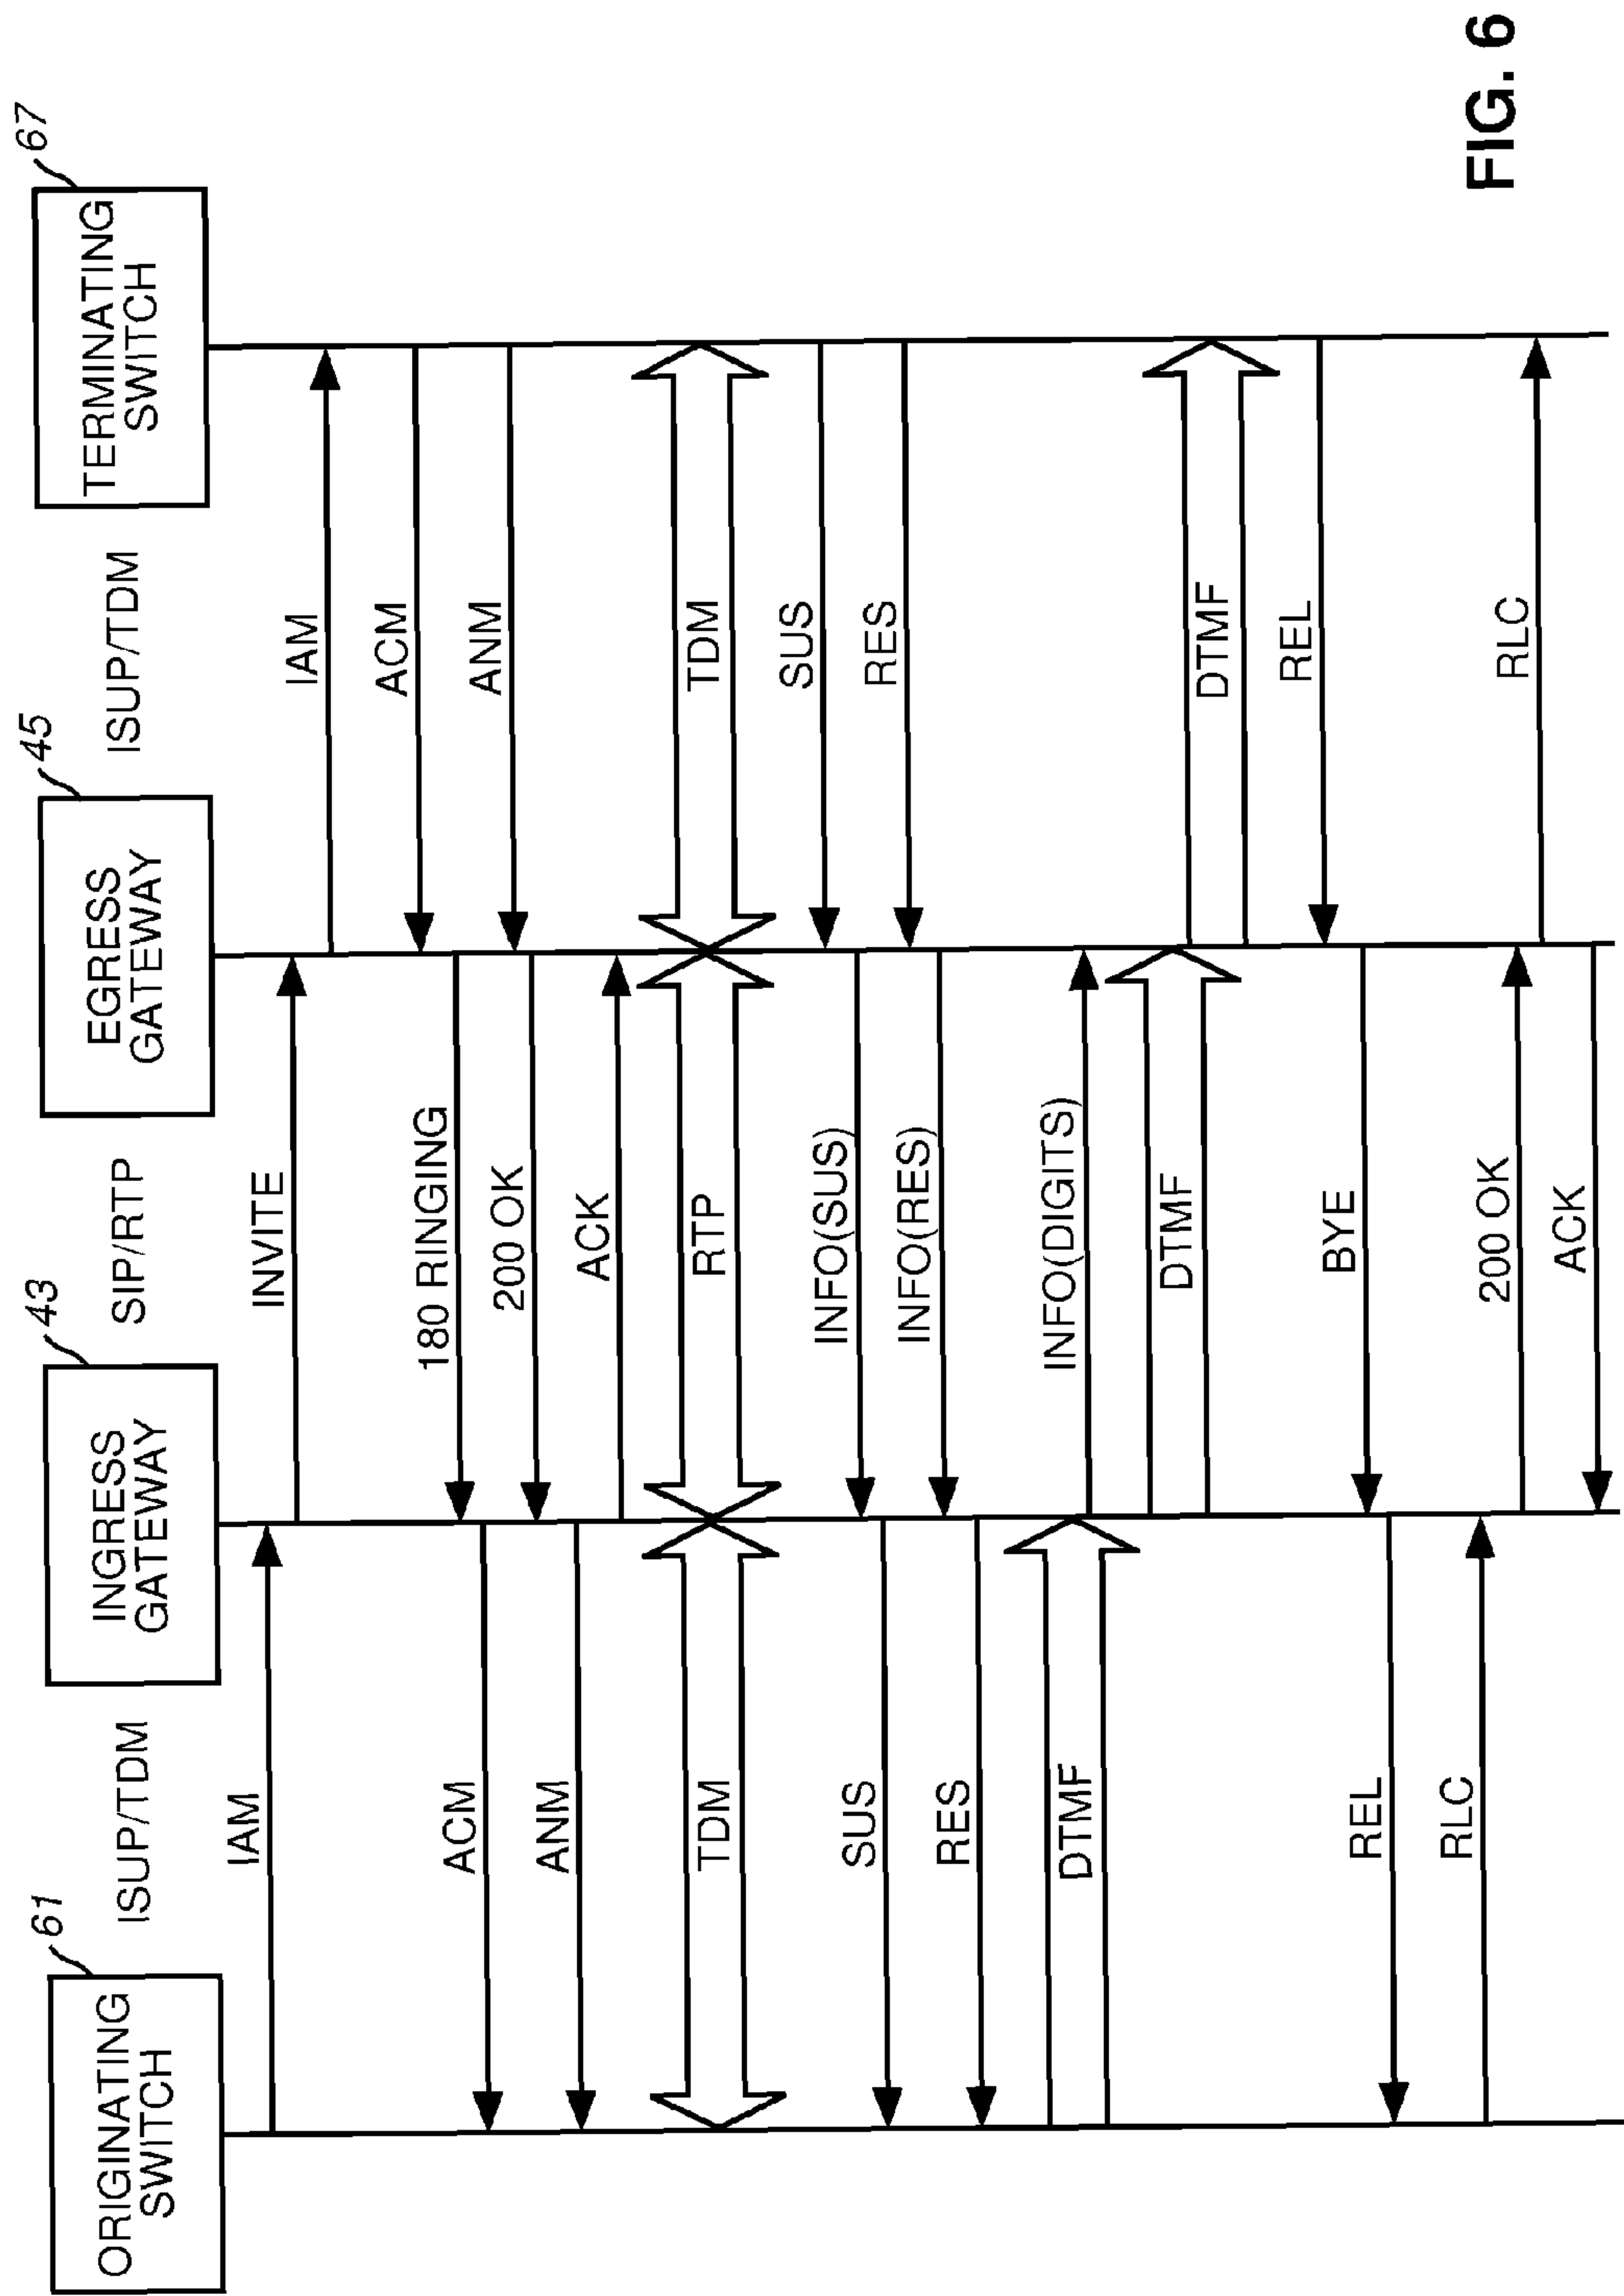 61
43
45
67
ORIGINATING
SWITCH
ISUP/TDM
INGRESS
GATEWAY
SIP/RTP
EGRESS
GATEWAY
ISUP/TDM
TERMINATING
SWITCH
IAM
INVITE
IAM
ACM
180 RINGING
ACM
ANM
200 OK
ANM
ACK
TDM
RTP
TDM
SUS
INFO(SUS)
SUS
RES
INFO(RES)
RES
DTMF
INFO(DIGITS)
DTMF
DTMF
REL
BYE
REL
RLC
200 OK
RLC
ACK
FIG. 6